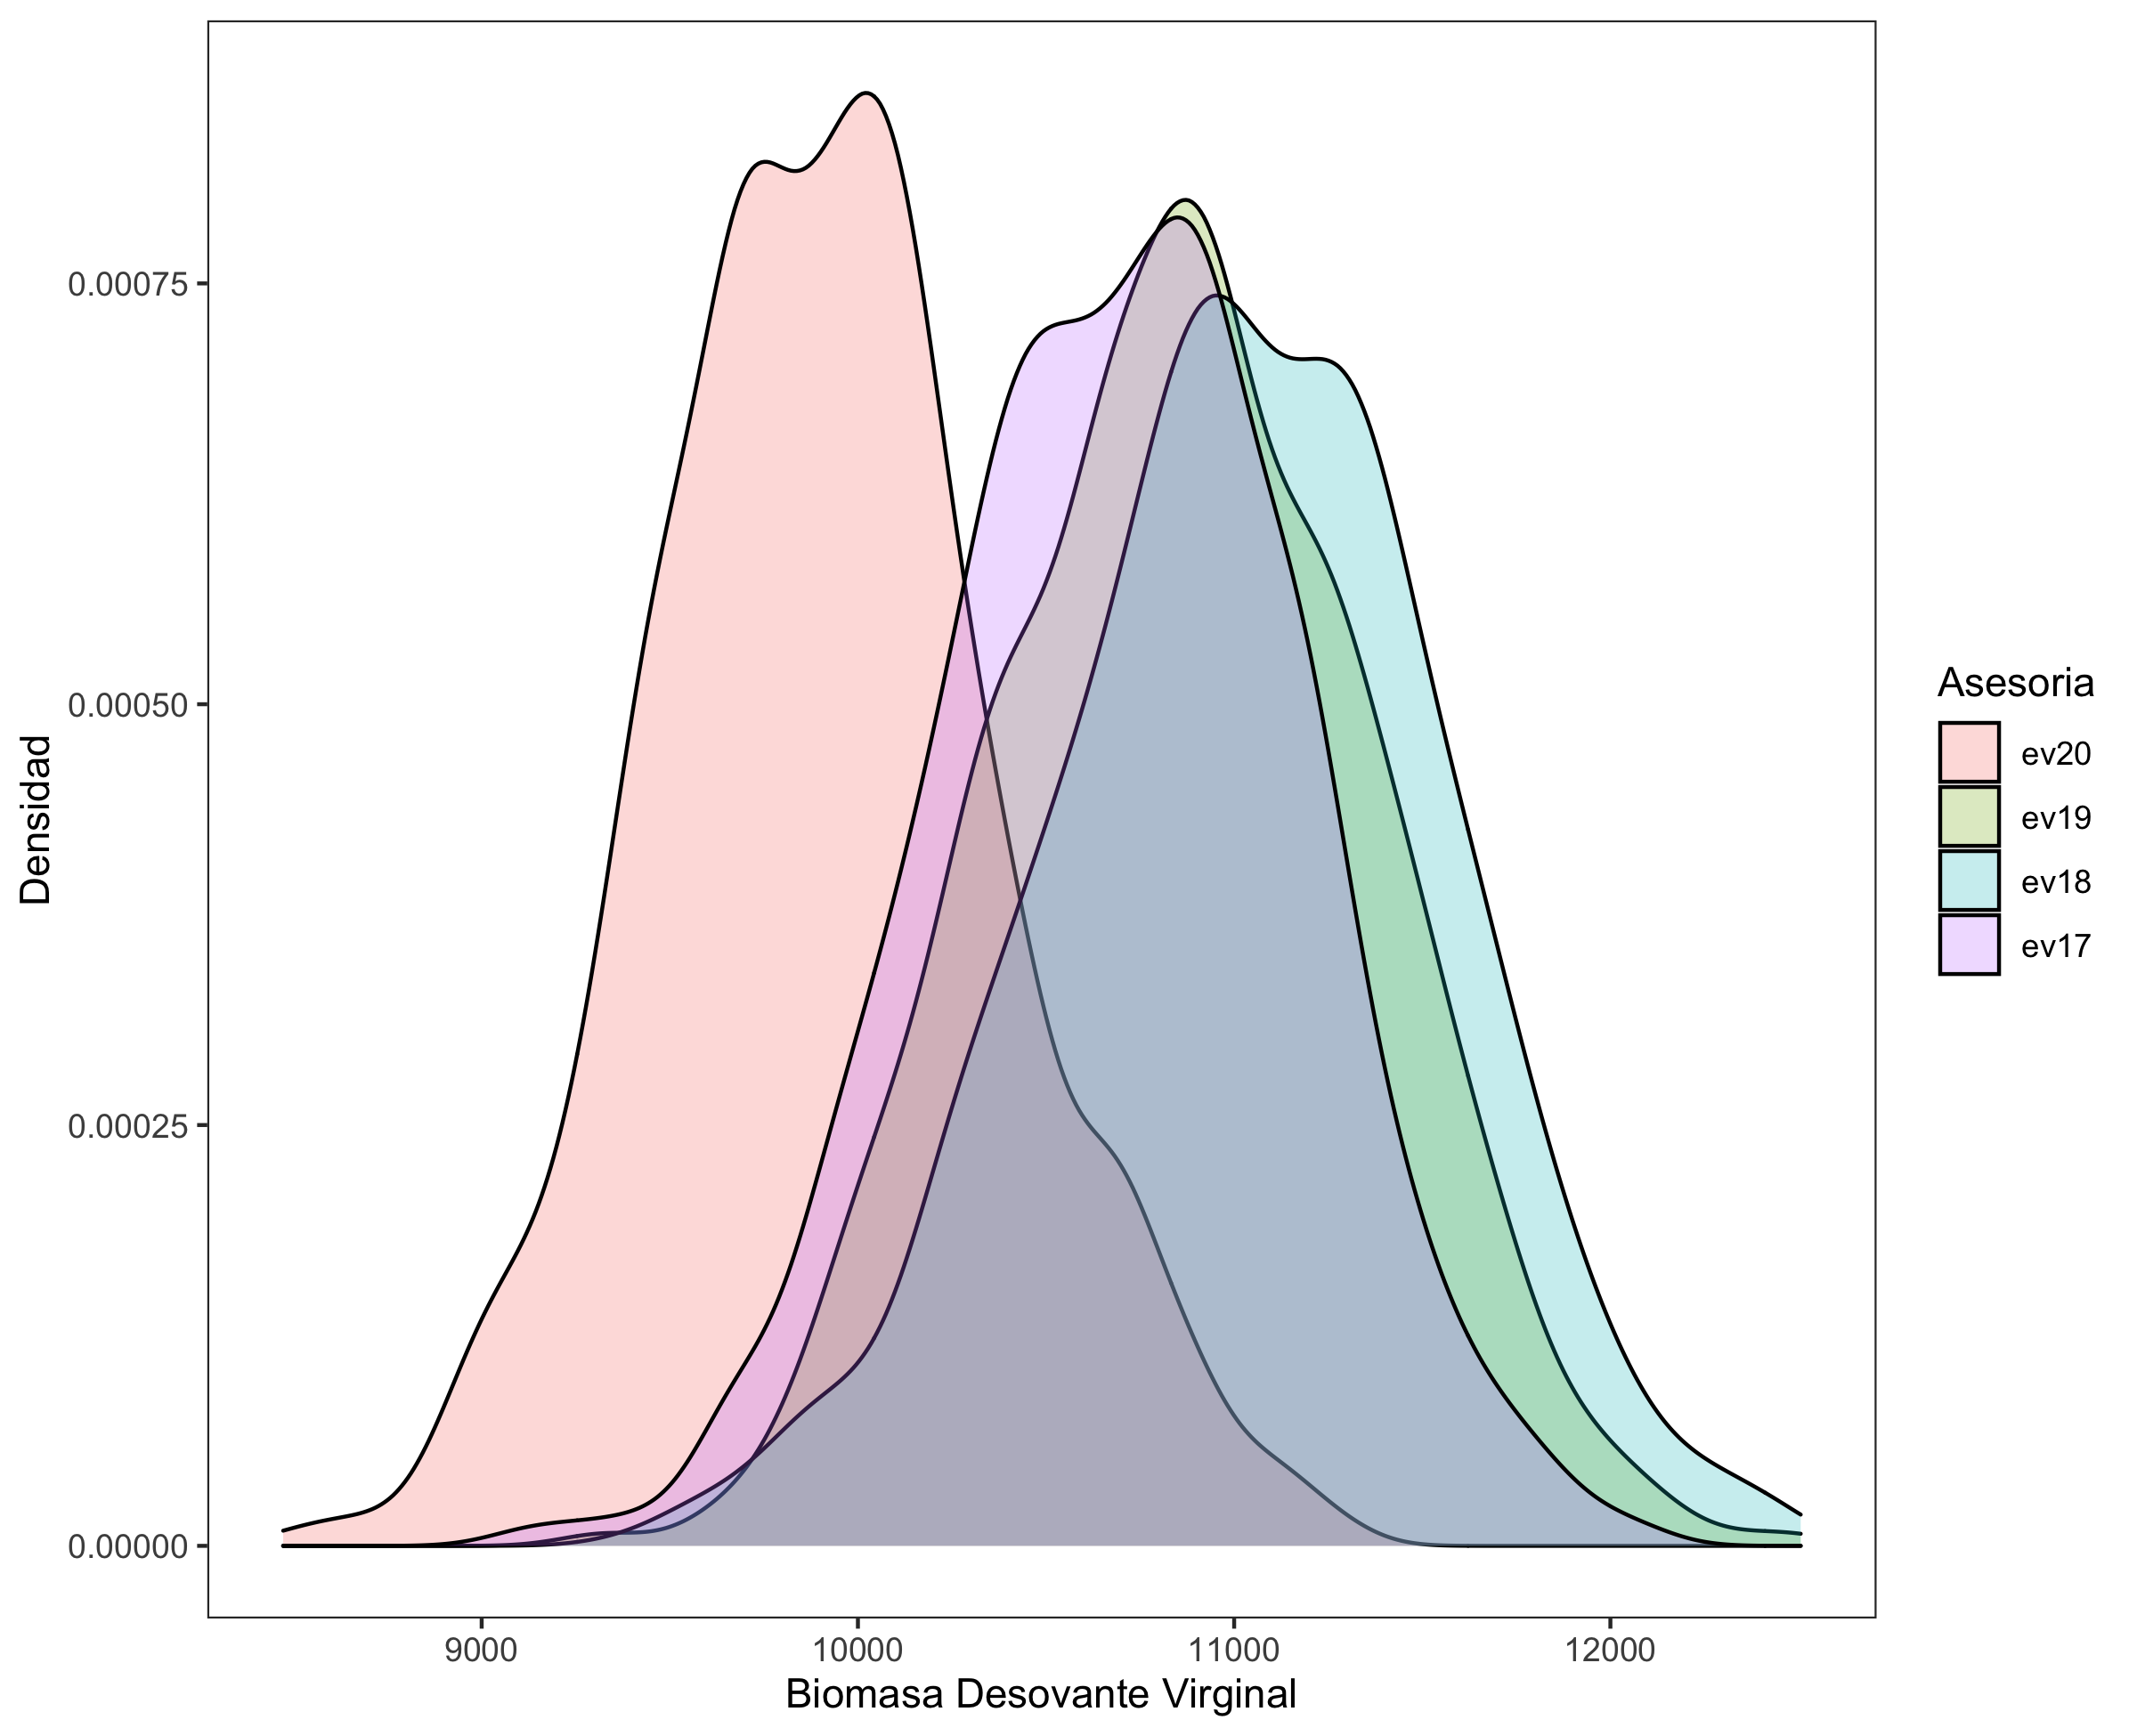 Densidad
0.00075
0.00050
0.00025
0.00000
9000
10000
11000
12000
Biomasa Desovante Virginal
Asesoria
ev20
ev19
ev18
ev17